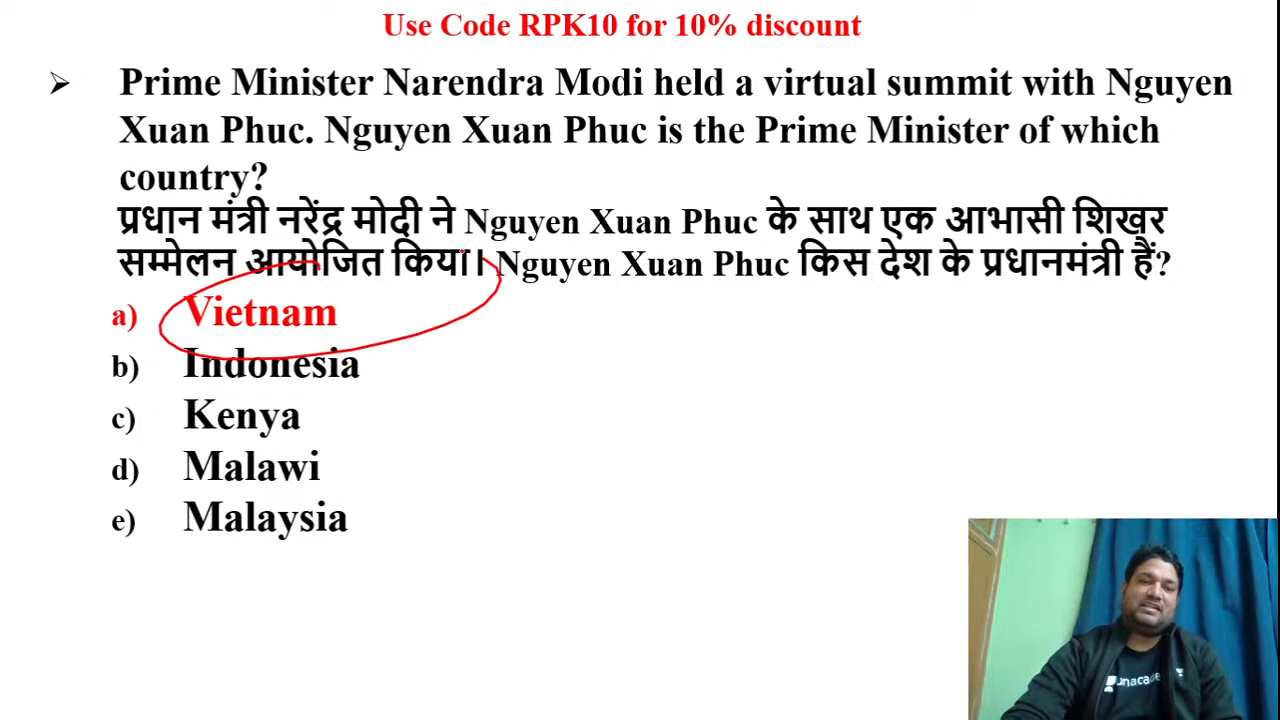 Use Code RPK10 for 10% discount
➢ Prime Minister Narendra Modi held a virtual summit with Nguyen
Xuan Phuc. Nguyen Xuan Phuc is the Prime Minister of which
country?
प्रधान मंत्री नरेंद्र मोदी ने Nguyen Xuan Phuc के साथ एक आभासी शिखर
सम्मेलन आयोजित किया। Nguyen Xuan Phuc किस देश के प्रधानमंत्री हैं?
a) Vietnam
b) Indonesia
c) Kenya
d) Malawi
e) Malaysia